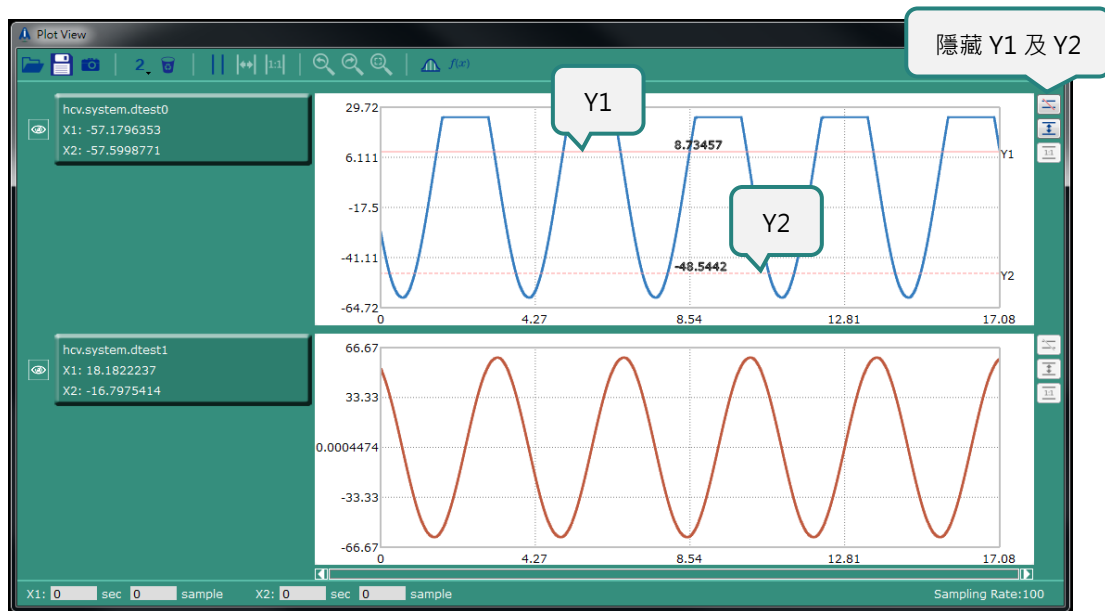 隱藏 Y1 及 Y2
Plot View
2
1:1
f(x)
hcv.system.dtest0
X1: -57.1796353
X2: -57.5998771
29.72
6.111
-17.5
-41.11
-64.72
Y1
8.73457
Y1
Y2
-48.5442
Y2
0
4.27
8.54
12.81
17.08
1:1
hcv.system.dtest1
X1: 18.1822237
X2: -16.7975414
66.67
33.33
0.0004474
-33.33
-66.67
0
4.27
8.54
12.81
17.08
1:1
X1: 0 sec 0 sample X2: 0 sec 0 sample Sampling Rate:100